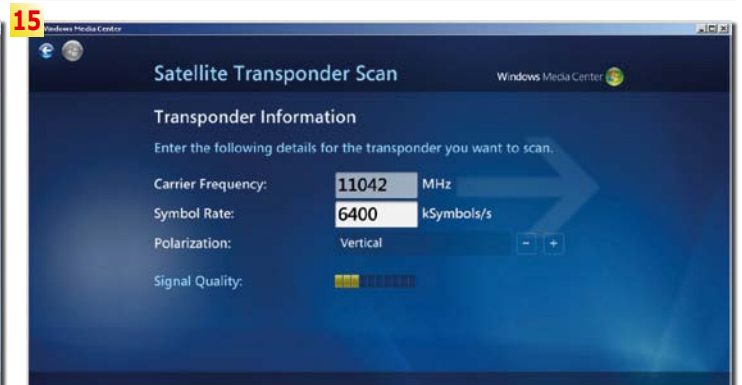 15
Windows Media Center
Satellite Transponder Scan
Windows Media Center
Transponder Information
Enter the following details for the transponder you want to scan.
Carrier Frequency: 11042 MHz
Symbol Rate: 6400 kSymbols/s
Polarization: Vertical - +
Signal Quality: